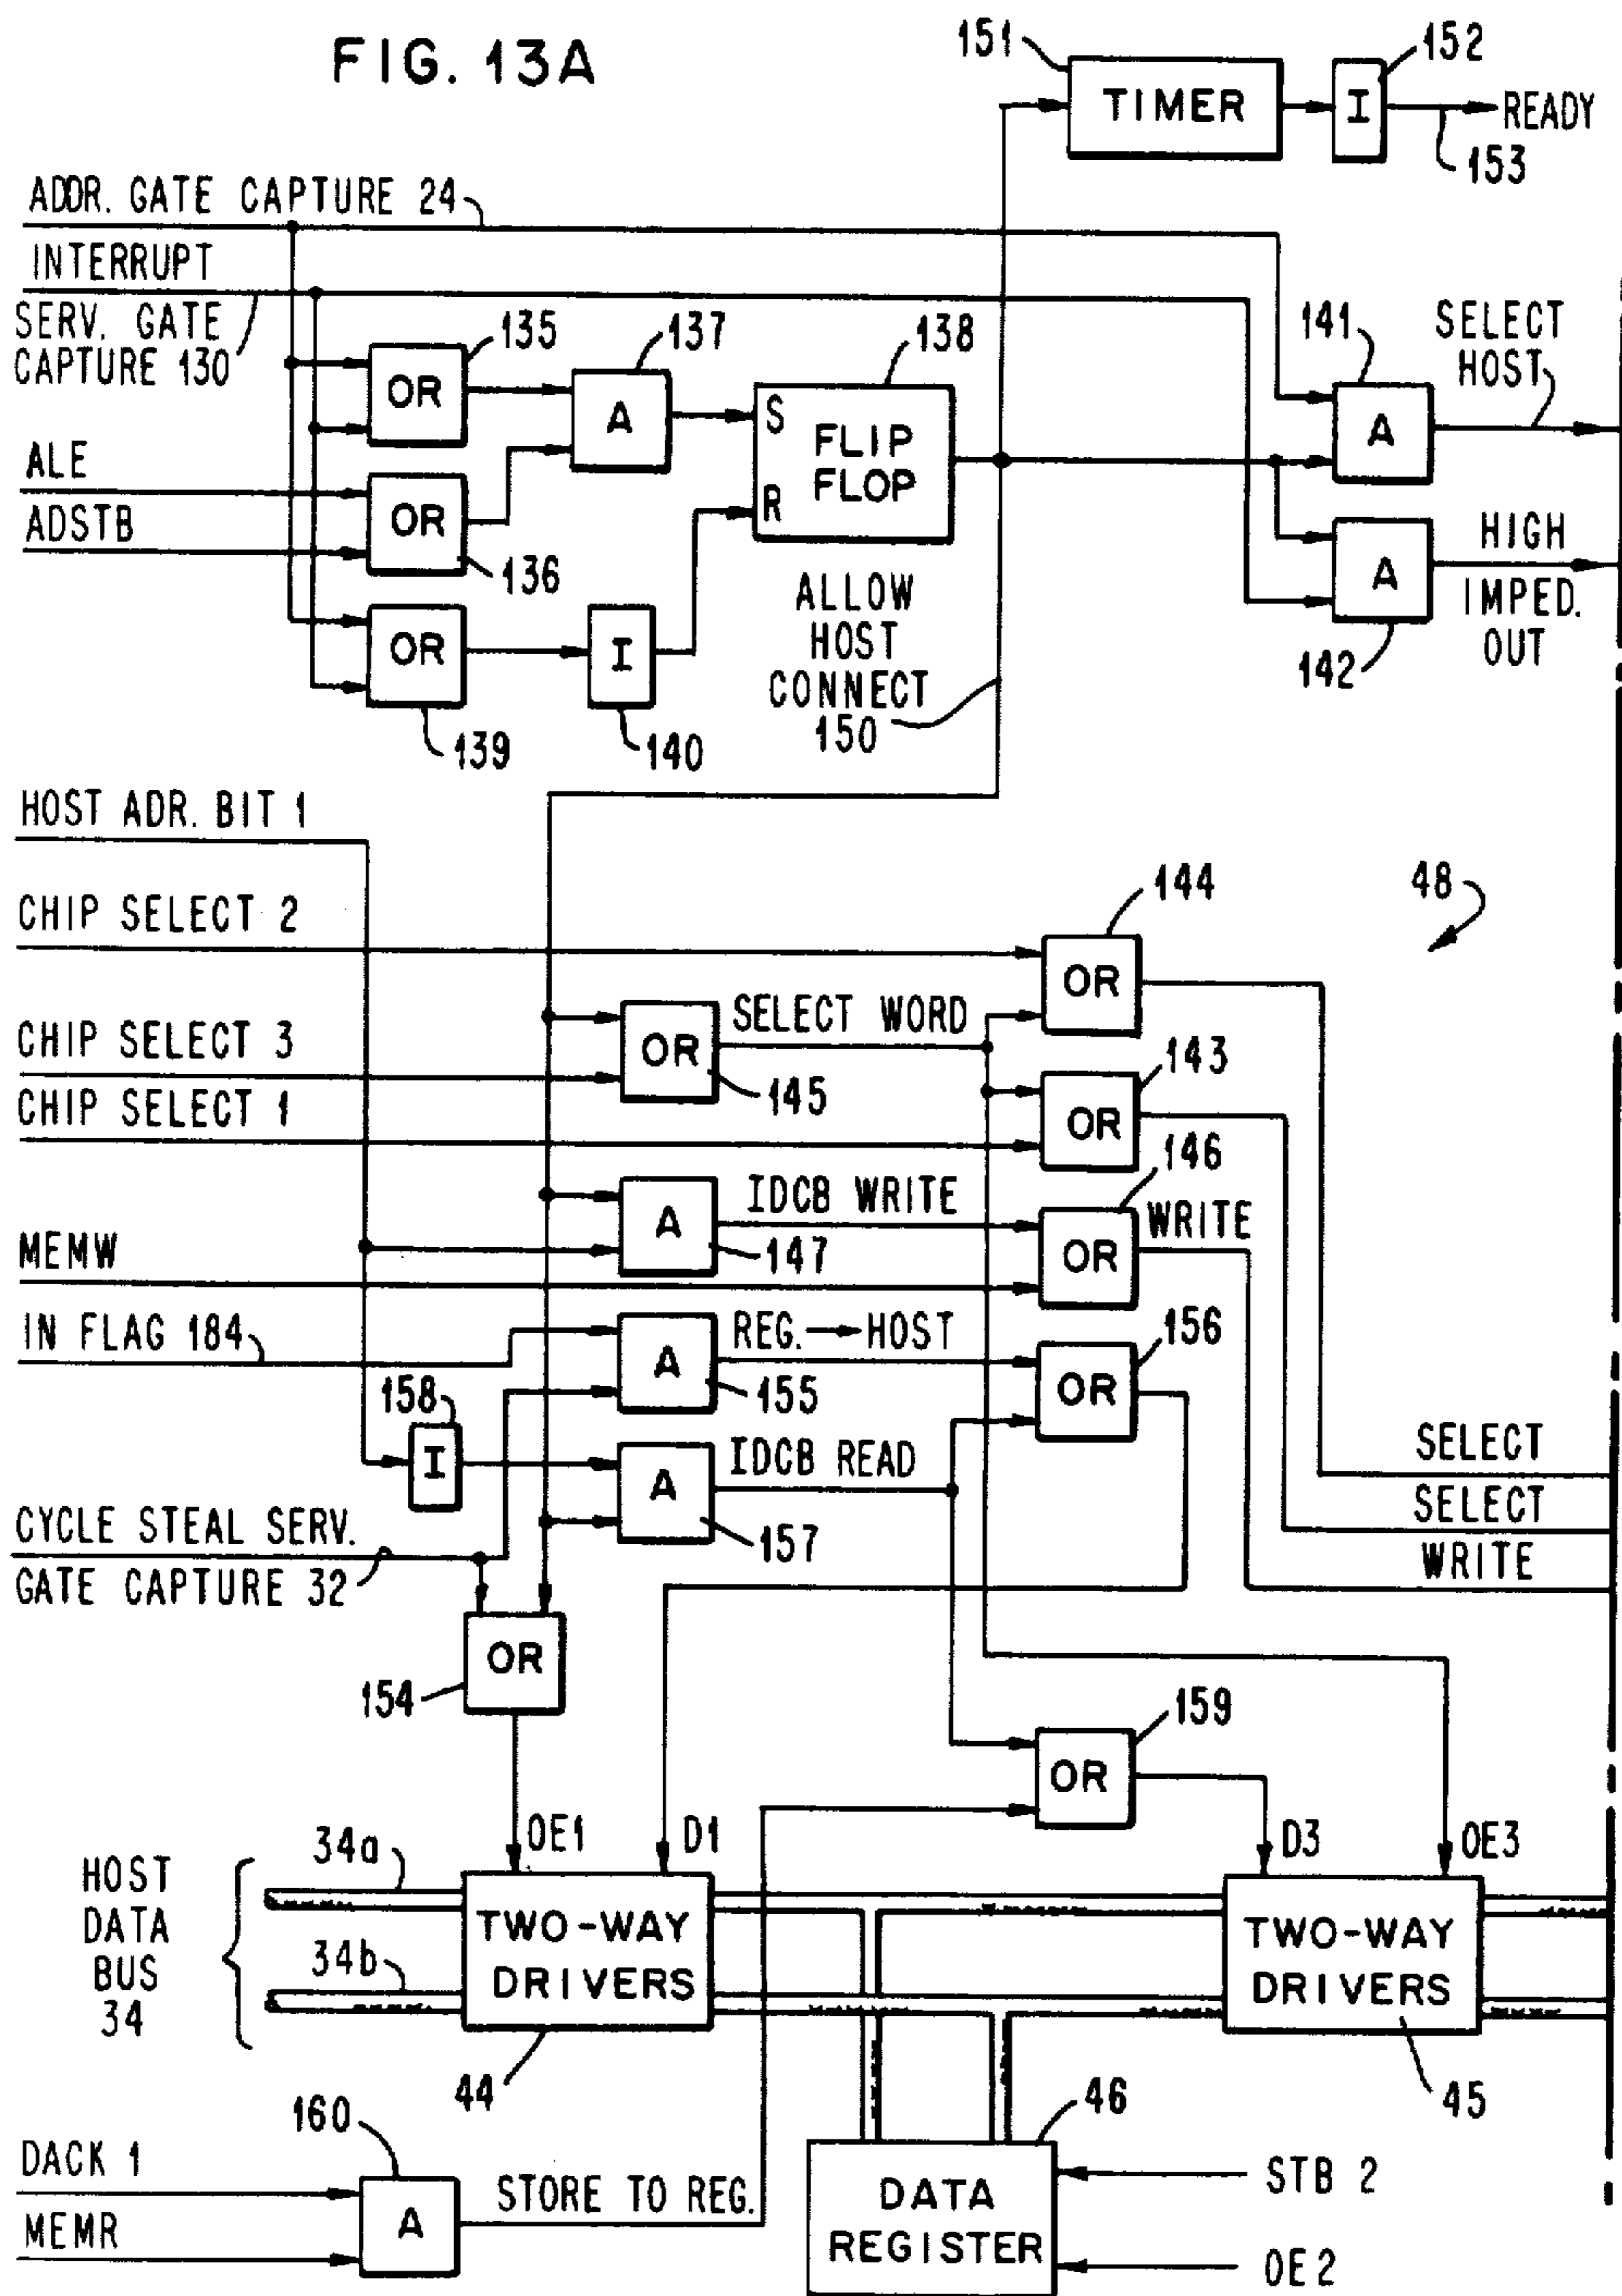 FIG. 13A
151
TIMER
152
I
READY
153
ADDR. GATE CAPTURE 24
INTERRUPT
SERV. GATE
CAPTURE 130
135
OR
137
A
138
S
R
FLIP
FLOP
141
A
SELECT
HOST
ALE
ADSTB
OR
136
OR
139
I
140
ALLOW
HOST
CONNECT
150
A
142
HIGH
IMPED.
OUT
HOST ADR. BIT 1
CHIP SELECT 2
144
OR
48
CHIP SELECT 3
OR
145
SELECT WORD
143
OR
CHIP SELECT 1
A
147
IDCB WRITE
146
OR
WRITE
MEMW
IN FLAG 184
A
155
REG. → HOST
156
OR
158
I
A
157
IDCB READ
SELECT
SELECT
WRITE
CYCLE STEAL SERV.
GATE CAPTURE 32
OR
154
159
OR
OE1
D1
D3
OE3
HOST
DATA
BUS
34
34a
34b
TWO-WAY
DRIVERS
44
TWO-WAY
DRIVERS
45
46
DATA
REGISTER
STB 2
OE2
160
DACK 1
MEMR
A
STORE TO REG.